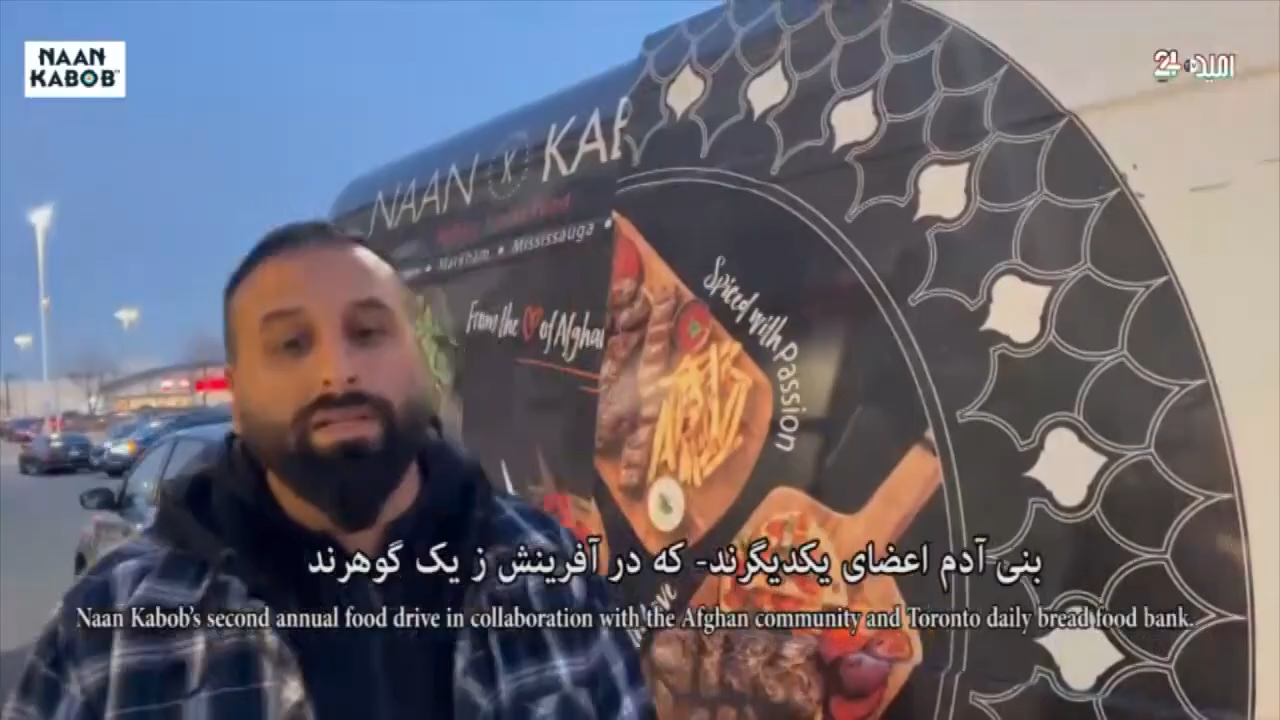 NAAN
KABOB
امید 24
NAAN KAB
Markham • Mississauga •
From the of Afghan
Spiced with Passion
بنی آدم اعضای یکدیگرند- که در آفرینش ز یک گوهرند
Naan Kabob's second annual food drive in collaboration with the Afghan community and Toronto daily bread food bank.